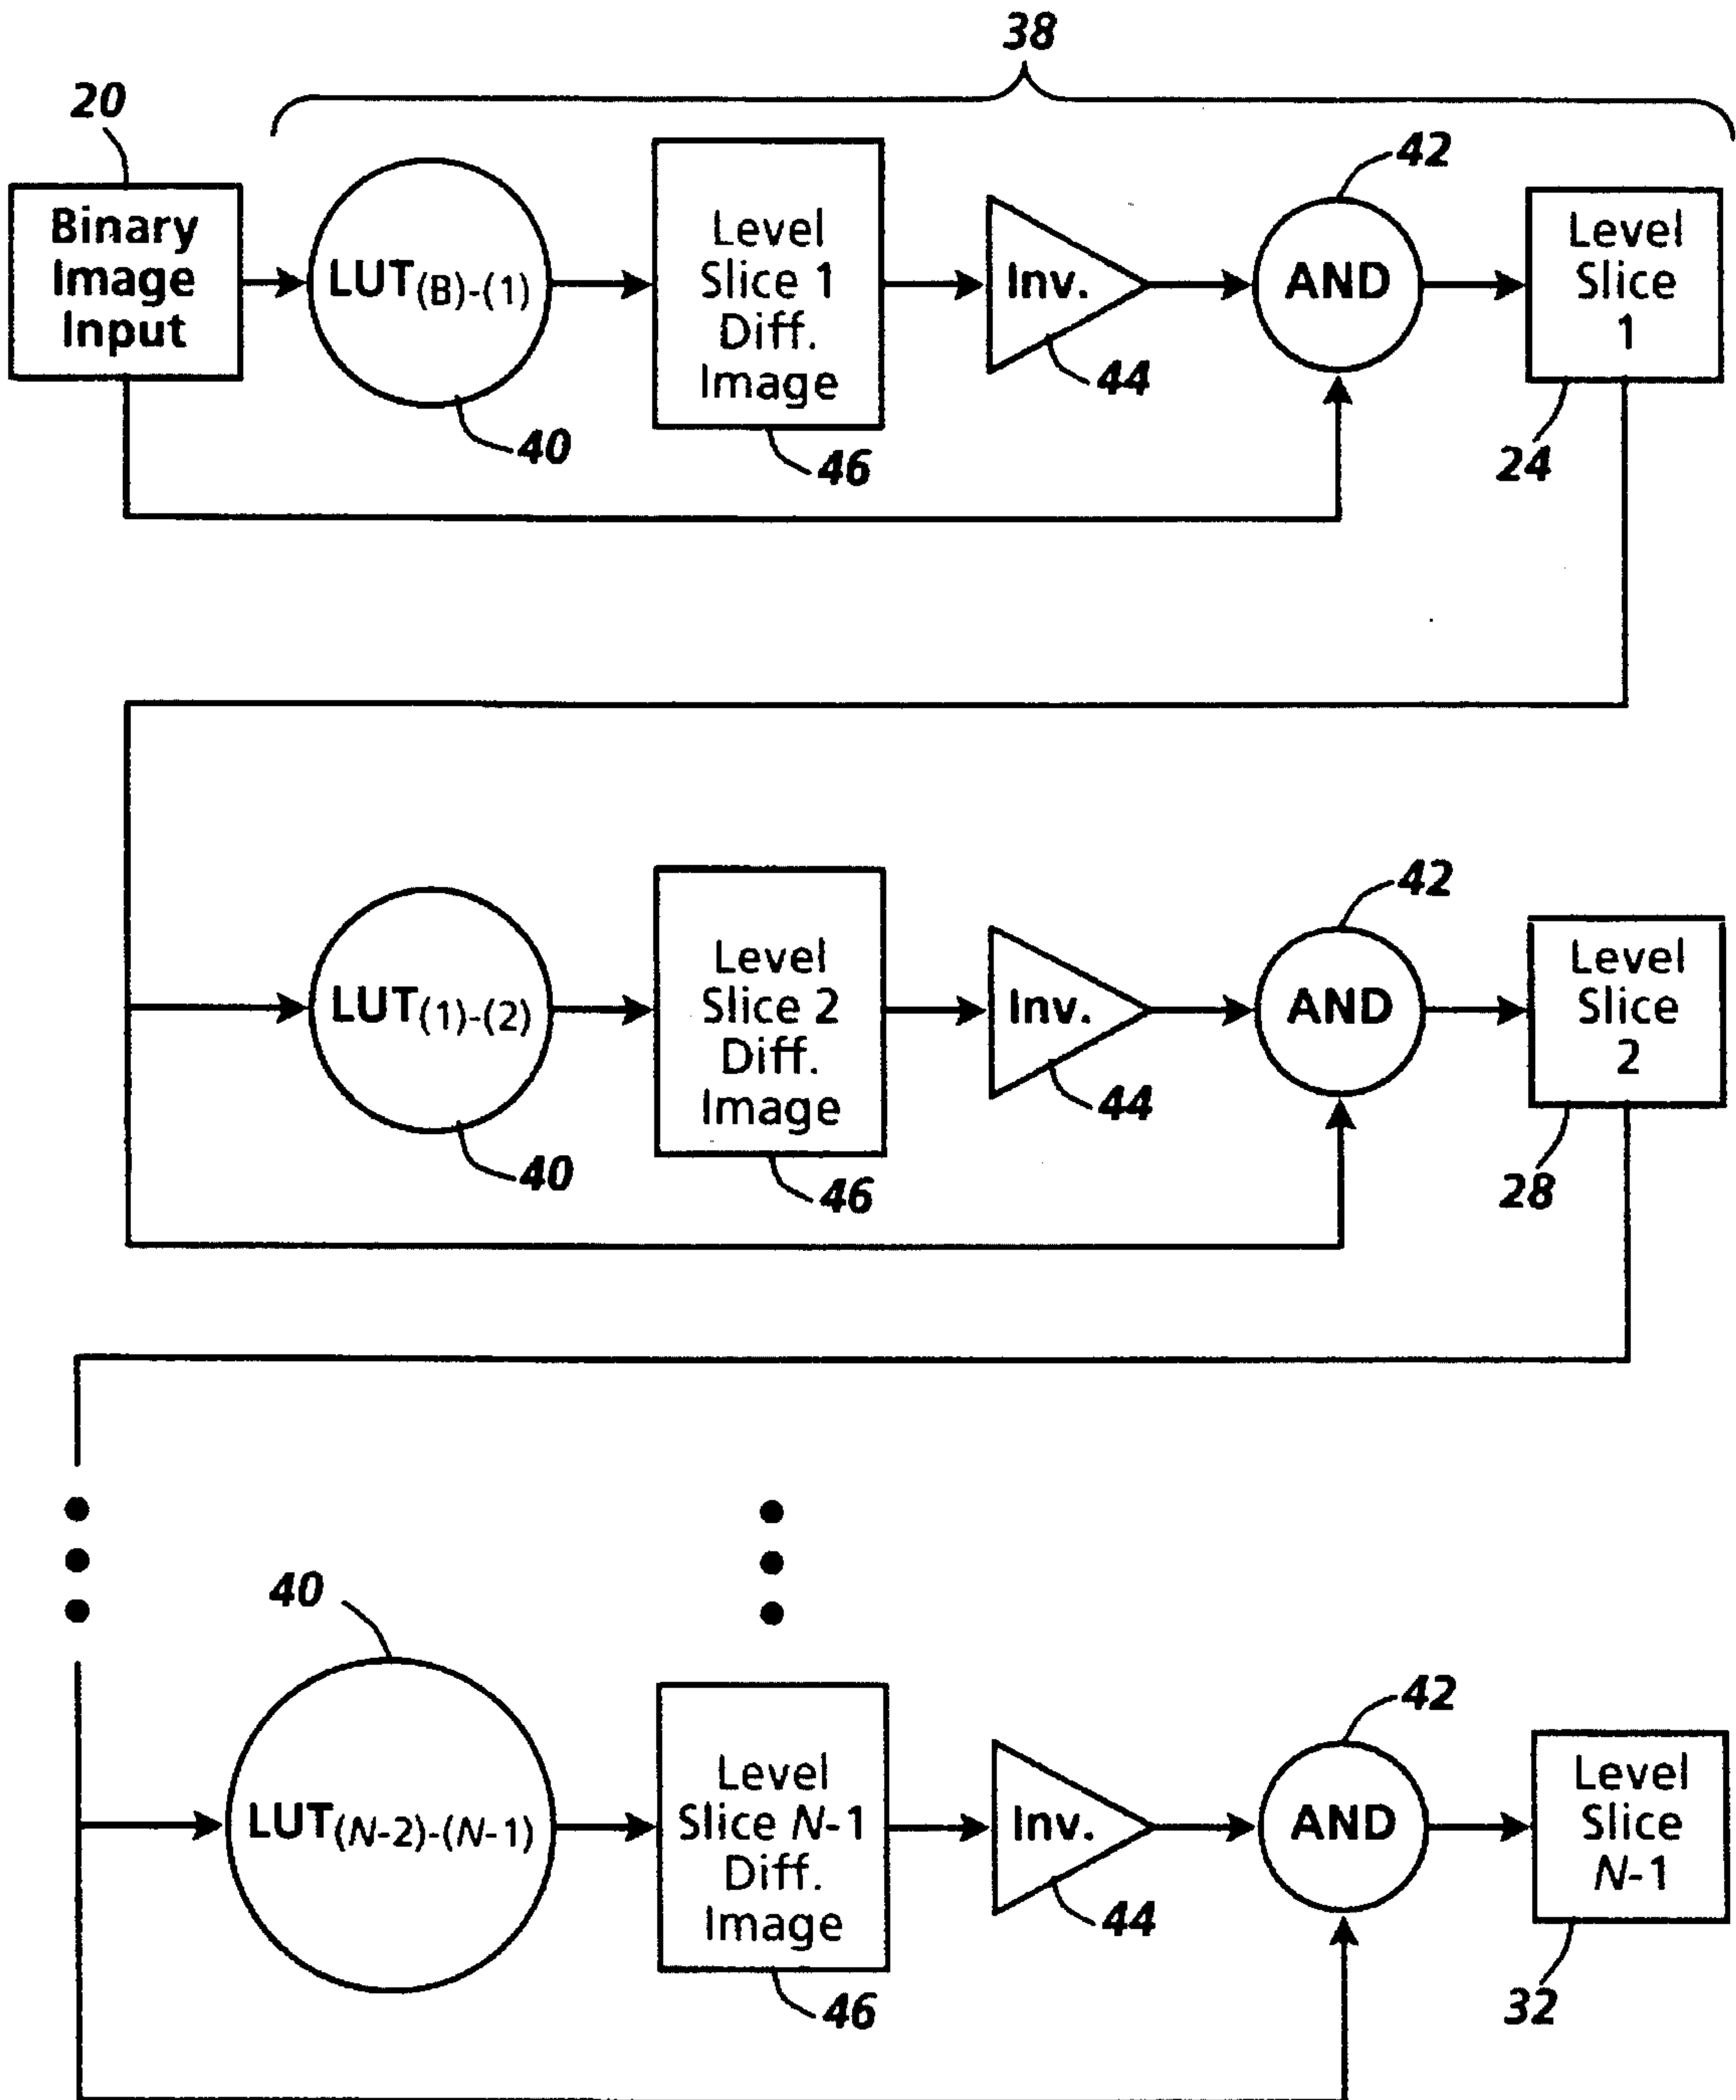 38
20
42
Binary
Image
Input
LUT(B)-(1)
Level
Slice 1
Diff.
Image
Inv.
AND
Level
Slice
1
40
46
44
24
42
LUT(1)-(2)
Level
Slice 2
Diff.
Image
Inv.
AND
Level
Slice
2
40
46
44
28
40
42
LUT(N-2)-(N-1)
Level
Slice N-1
Diff.
Image
Inv.
AND
Level
Slice
N-1
46
44
32